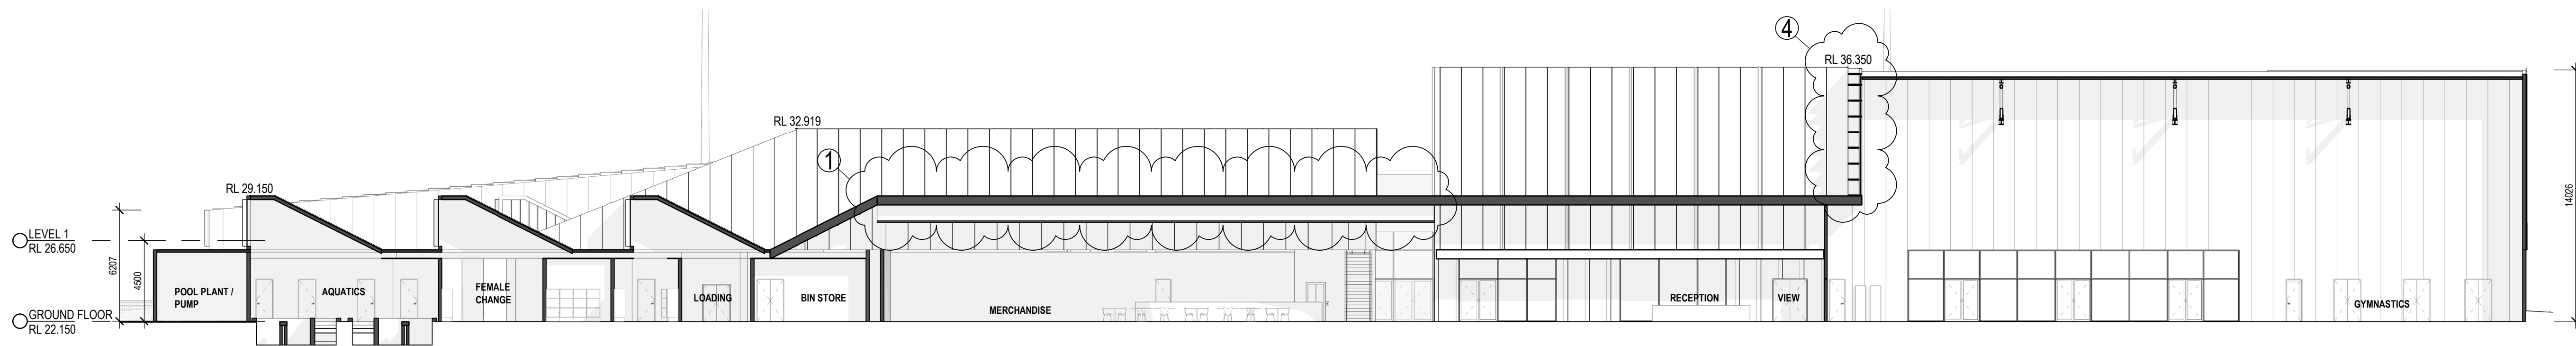 4
RL 36.350
RL 32.919
1
RL 29.150
14026
LEVEL 1
RL 26.650
6207
4500
POOL PLANT /
PUMP
AQUATICS
FEMALE
CHANGE
LOADING
BIN STORE
MERCHANDISE
RECEPTION
VIEW
GYMNASTICS
GROUND FLOOR
RL 22.150